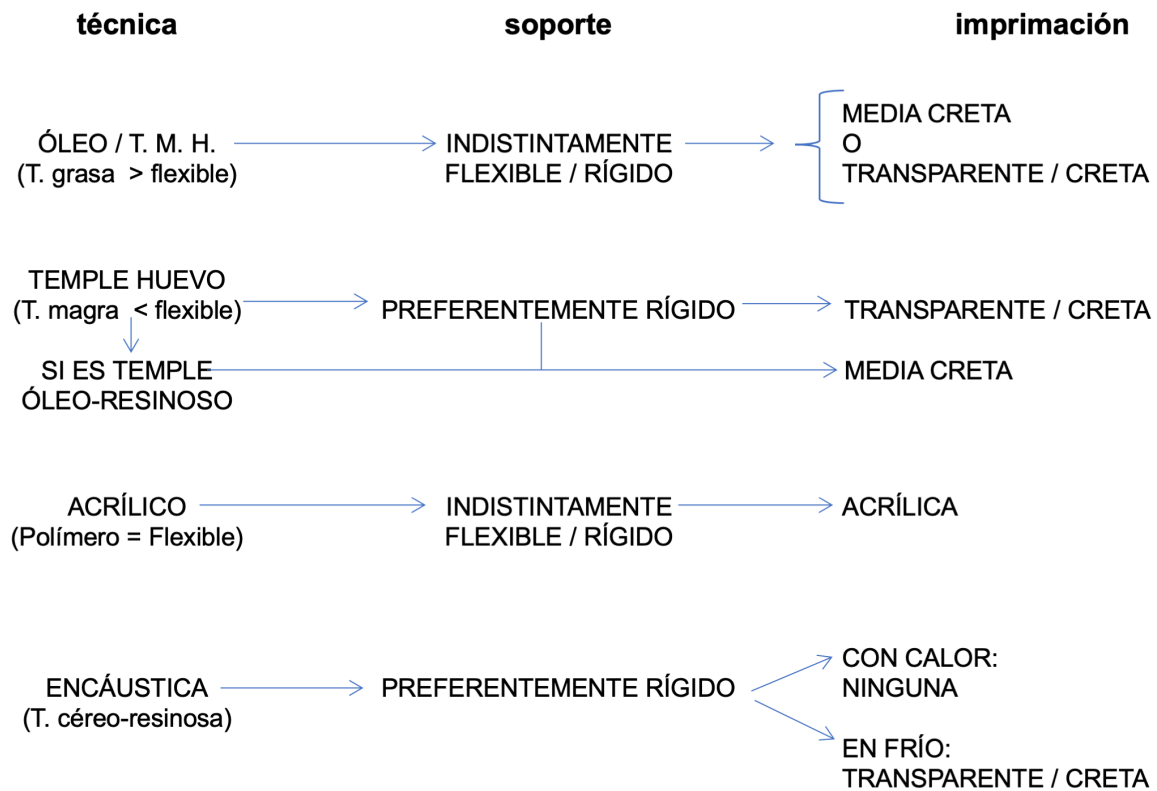 técnica soporte imprimación
ÓLEO / T. M. H. INDISTINTAMENTE MEDIA CRETA
(T. grasa > flexible) FLEXIBLE / RÍGIDO O
TRANSPARENTE / CRETA
TEMPLE HUEVO
(T. magra < flexible) PREFERENTEMENTE RÍGIDO TRANSPARENTE / CRETA
SI ES TEMPLE MEDIA CRETA
ÓLEO-RESINOSO
ACRÍLICO INDISTINTAMENTE ACRÍLICA
(Polímero = Flexible) FLEXIBLE / RÍGIDO
ENCÁUSTICA PREFERENTEMENTE RÍGIDO CON CALOR:
(T. céreo-resinosa) NINGUNA
EN FRÍO:
TRANSPARENTE / CRETA